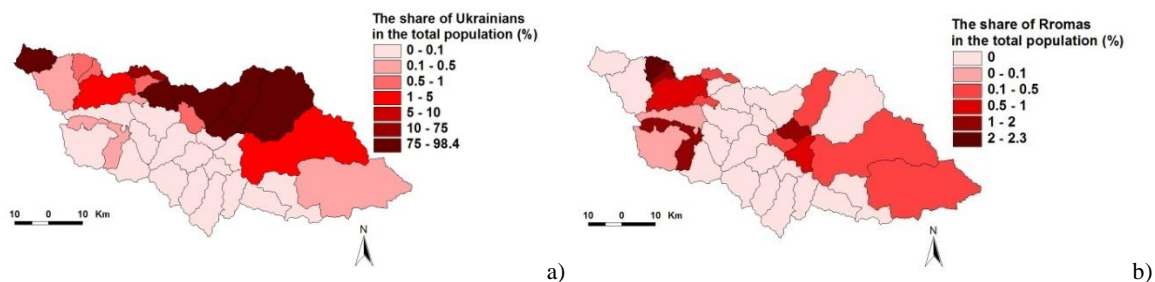 The share of Ukrainians
in the total population (%)
0 - 0.1
0.1 - 0.5
0.5 - 1
1 - 5
5 - 10
10 - 75
75 - 98.4
10 0 10 Km
N
a)
The share of Rromas
in the total population (%)
0
0 - 0.1
0.1 - 0.5
0.5 - 1
1 - 2
2 - 2.3
10 0 10 Km
N
b)